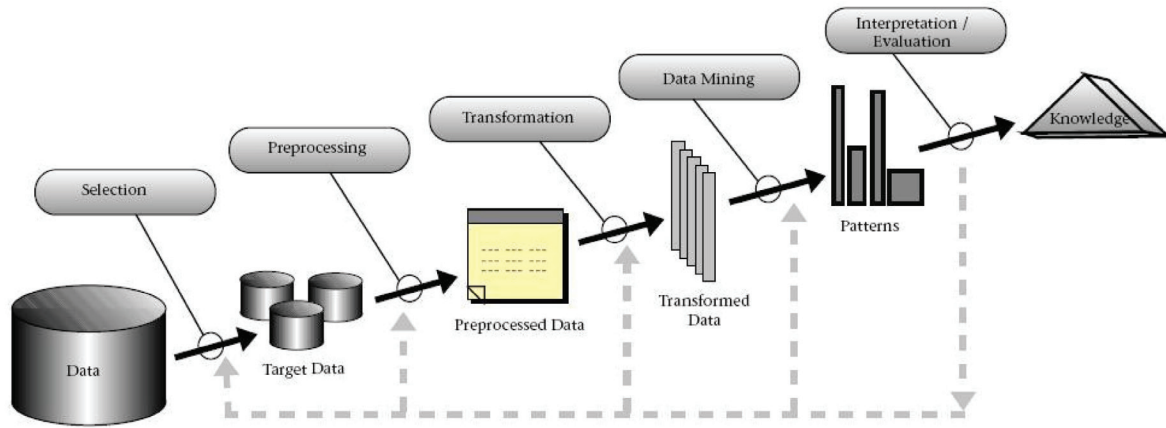 Interpretation /
Evaluation
Data Mining
Transformation
Preprocessing
Selection
Knowledge
Patterns
Transformed
Data
Preprocessed Data
Target Data
Data